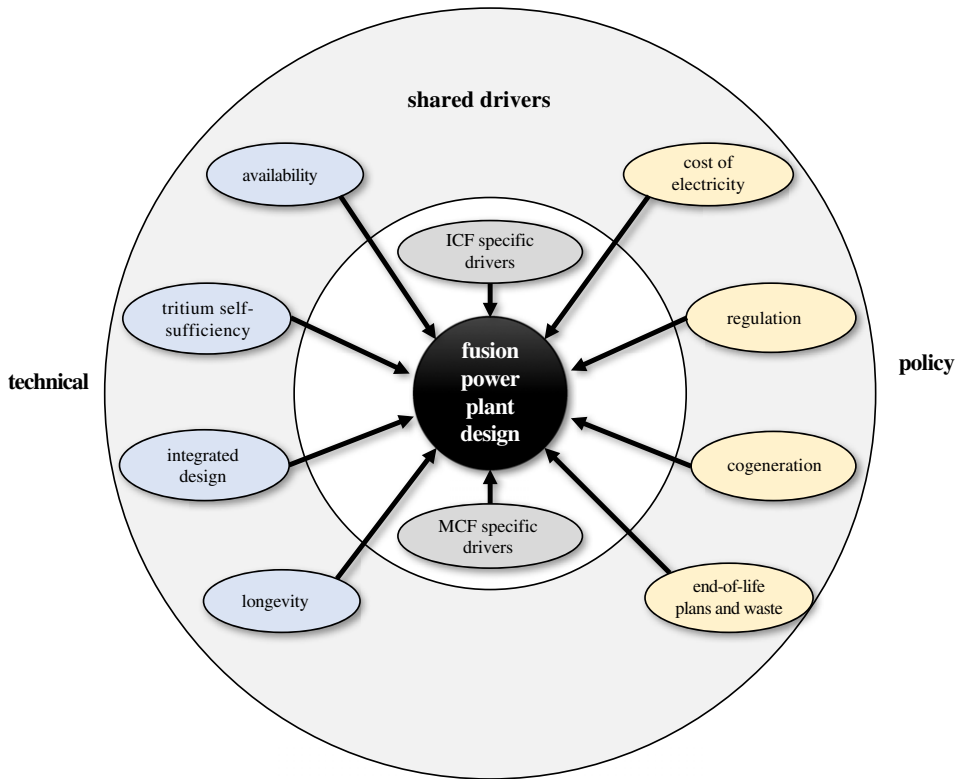 shared drivers
availability
cost of
electricity
ICF specific
drivers
tritium self-
sufficiency
regulation
fusion
power
plant
design
technical
policy
integrated
design
cogeneration
MCF specific
drivers
longevity
end-of-life
plans and waste